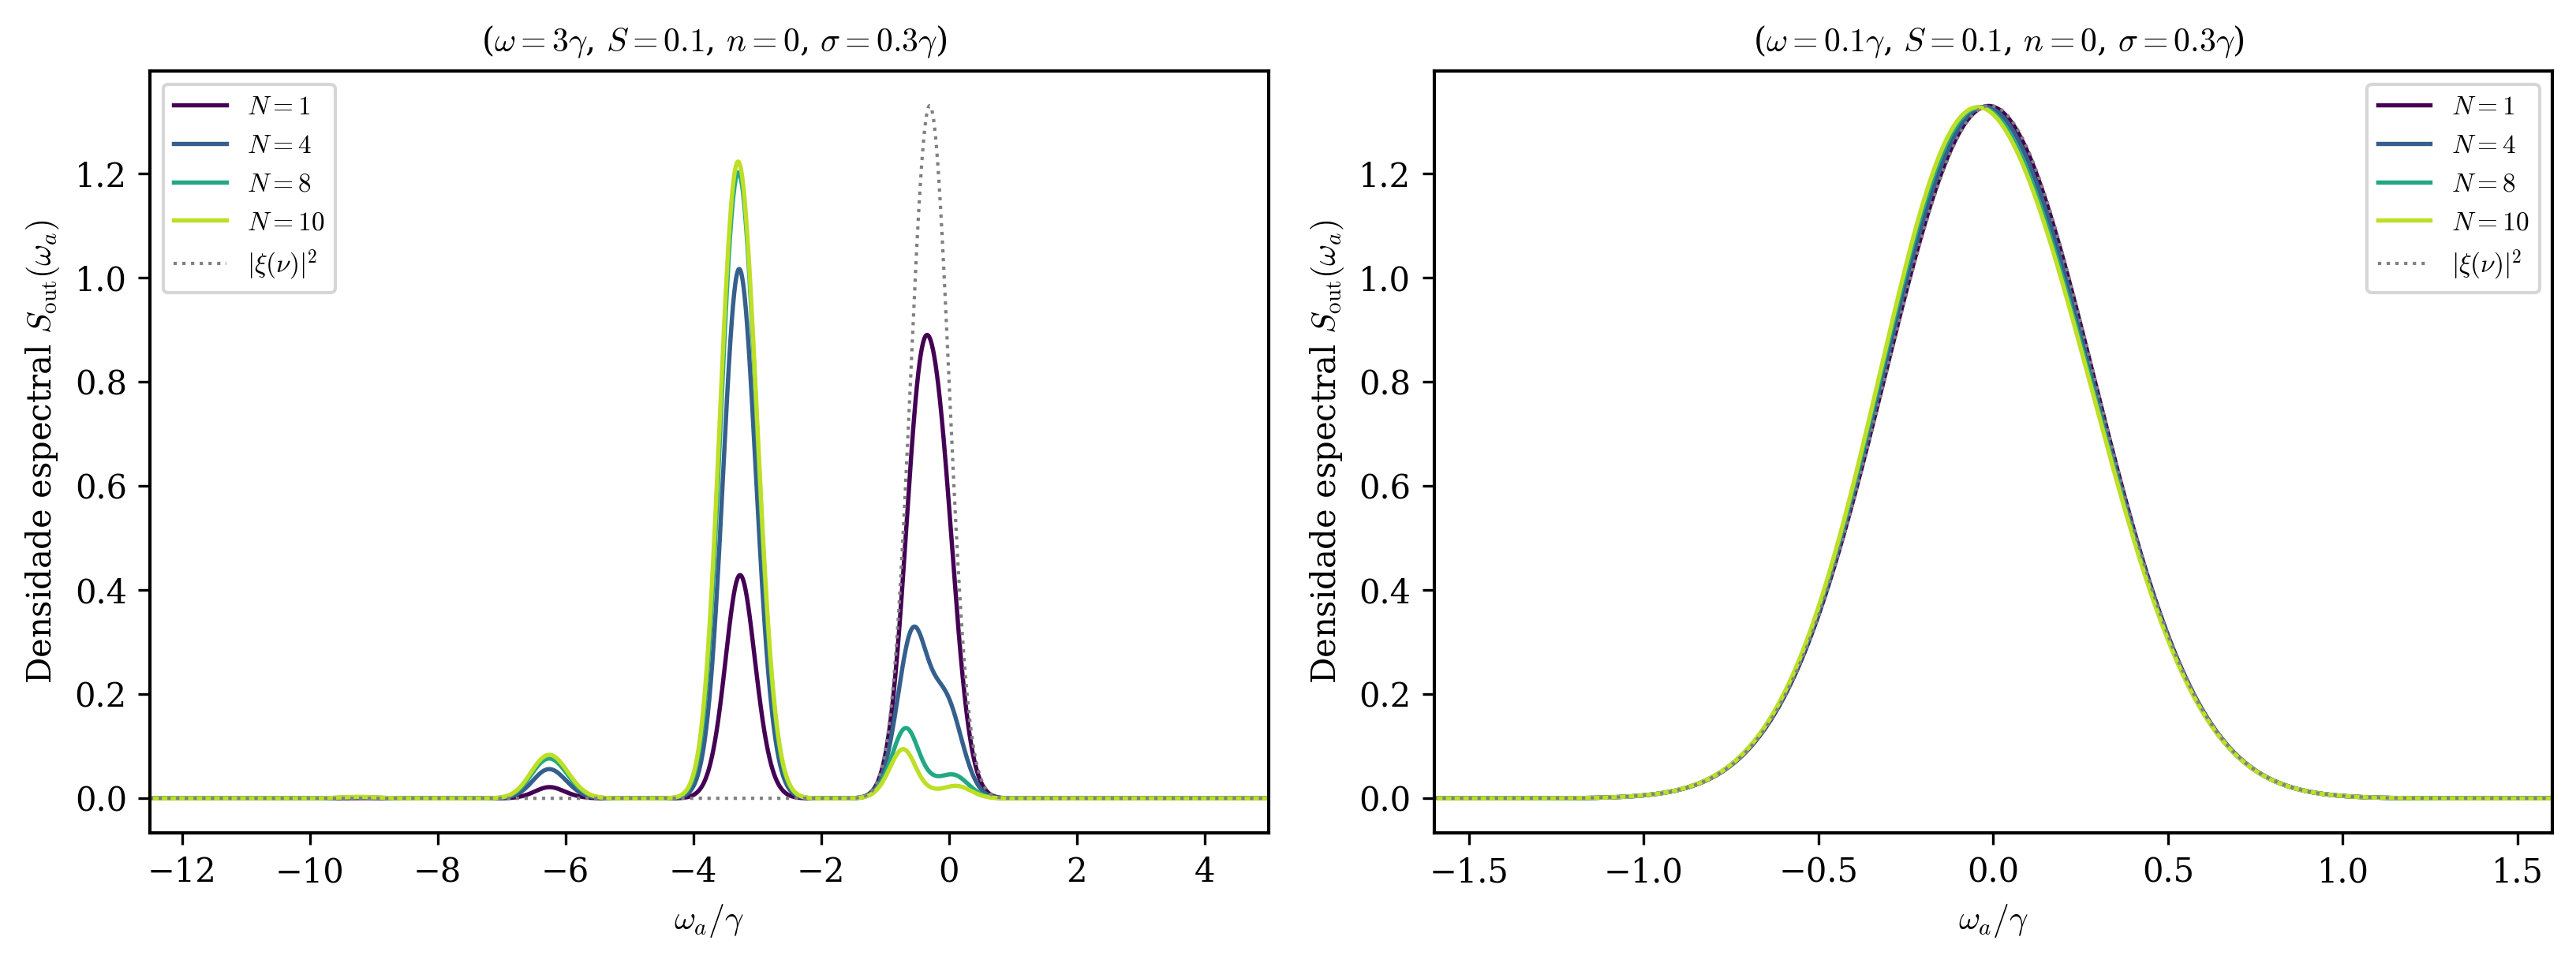 (ω = 3γ, S = 0.1, n = 0, σ = 0.3γ)
N = 1
N = 4
N = 8
N = 10
|ξ(ν)|²
Densidade espectral S_out(ω_a)
1.2
1.0
0.8
0.6
0.4
0.2
0.0
−12 −10 −8 −6 −4 −2 0 2 4
ω_a/γ
(ω = 0.1γ, S = 0.1, n = 0, σ = 0.3γ)
N = 1
N = 4
N = 8
N = 10
|ξ(ν)|²
Densidade espectral S_out(ω_a)
1.2
1.0
0.8
0.6
0.4
0.2
0.0
−1.5 −1.0 −0.5 0.0 0.5 1.0 1.5
ω_a/γ